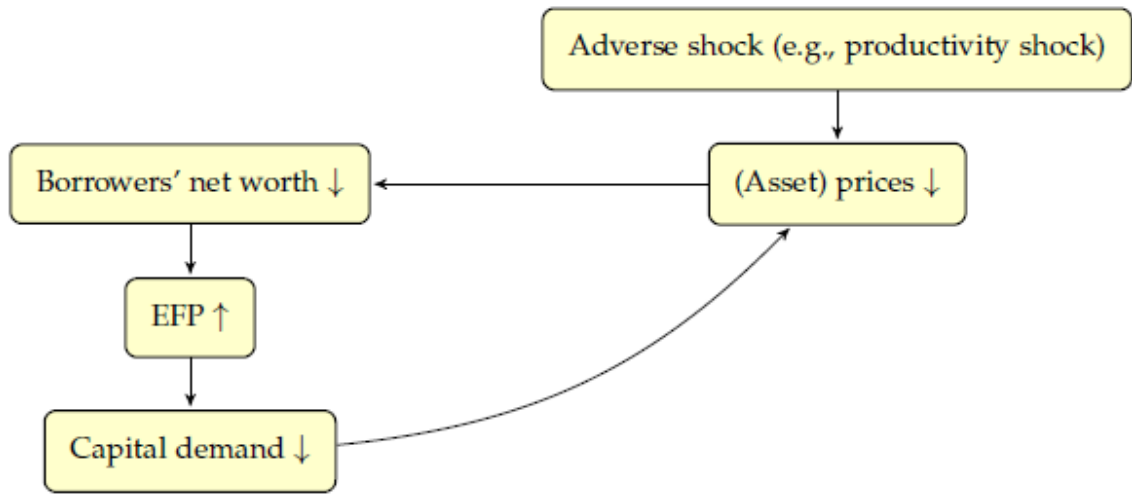 Adverse shock (e.g., productivity shock)
Borrowers’ net worth ↓
(Asset) prices ↓
EFP ↑
Capital demand ↓